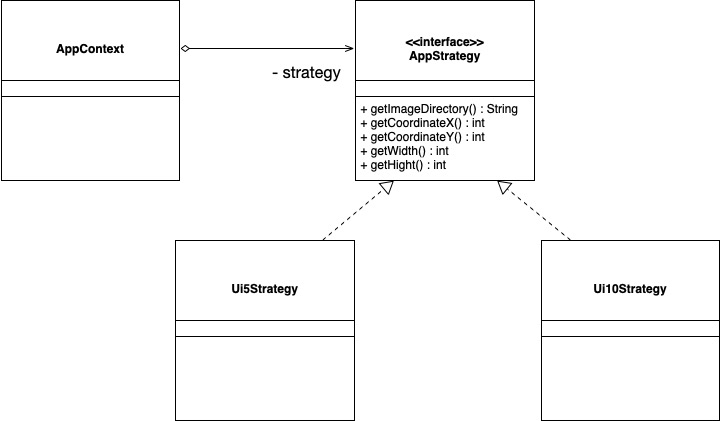 AppContext
<<interface>>
AppStrategy
- strategy
+ getImageDirectory() : String
+ getCoordinateX() : int
+ getCoordinateY() : int
+ getWidth() : int
+ getHight() : int
Ui5Strategy
Ui10Strategy